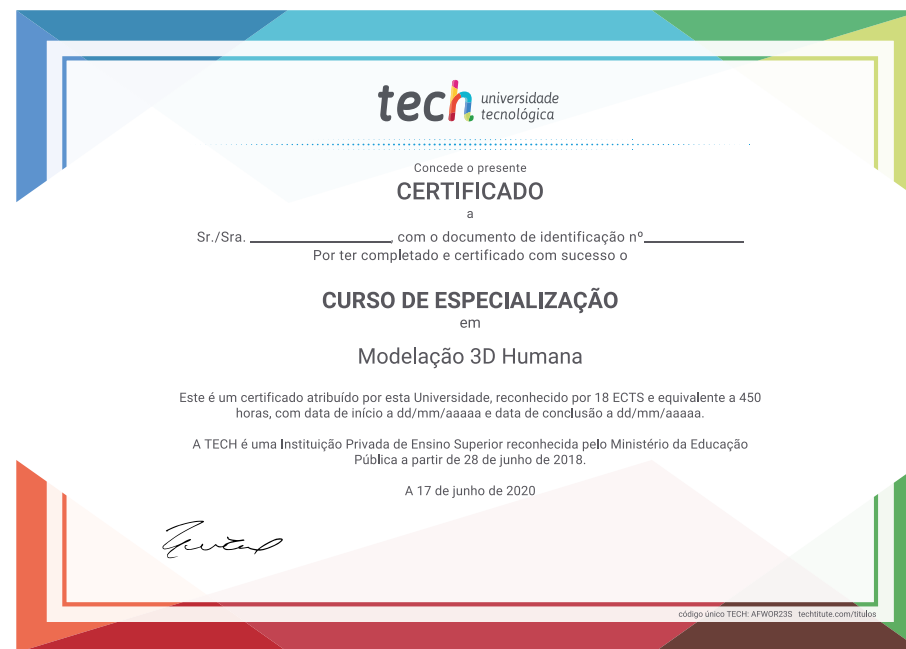 tech universidade
tecnológica
Concede o presente
CERTIFICADO
a
Sr./Sra. ____________________, com o documento de identificação nº______________
Por ter completado e certificado com sucesso o
CURSO DE ESPECIALIZAÇÃO
em
Modelação 3D Humana
Este é um certificado atribuído por esta Universidade, reconhecido por 18 ECTS e equivalente a 450
horas, com data de início a dd/mm/aaaaa e data de conclusão a dd/mm/aaaaa.
A TECH é uma Instituição Privada de Ensino Superior reconhecida pelo Ministério da Educação
Pública a partir de 28 de junho de 2018.
A 17 de junho de 2020
código único TECH: AFWOR23S techtitute.com/titulos